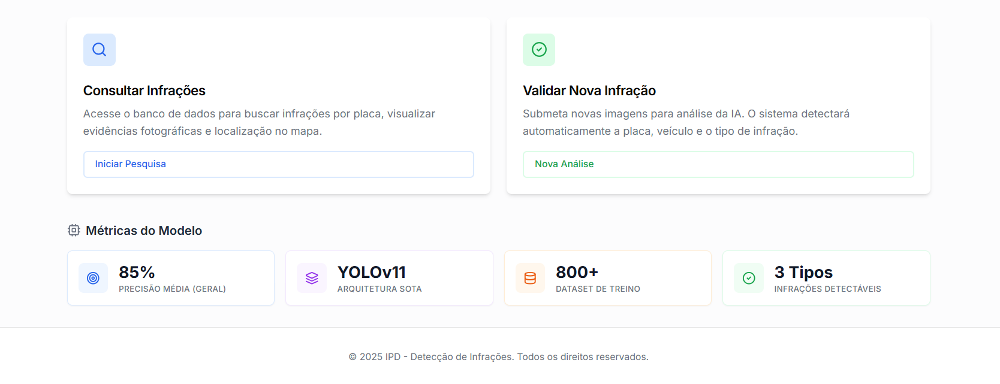 Consultar Infrações
Acesse o banco de dados para buscar infrações por placa, visualizar
evidências fotográficas e localização no mapa.
Iniciar Pesquisa
Validar Nova Infração
Submeta novas imagens para análise da IA. O sistema detectará
automaticamente a placa, veículo e o tipo de infração.
Nova Análise
Métricas do Modelo
85%
PRECISÃO MÉDIA (GERAL)
YOLOv11
ARQUITETURA SOTA
800+
DATASET DE TREINO
3 Tipos
INFRAÇÕES DETECTÁVEIS
© 2025 IPD - Detecção de Infrações. Todos os direitos reservados.